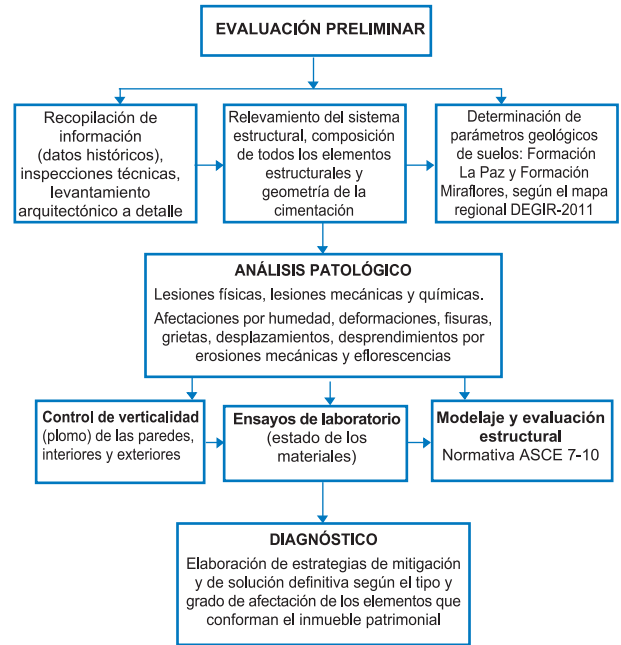 EVALUACIÓN PRELIMINAR
Recopilación de
información
(datos históricos),
inspecciones técnicas,
levantamiento
arquitectónico a detalle
Relevamiento del sistema
estructural, composición
de todos los elementos
estructurales y
geometría de la
cimentación
Determinación de
parámetros geológicos
de suelos: Formación
La Paz y Formación
Miraflores, según el mapa
regional DEGIR-2011
ANÁLISIS PATOLÓGICO
Lesiones físicas, lesiones mecánicas y químicas.
Afectaciones por humedad, deformaciones, fisuras,
grietas, desplazamientos, desprendimientos por
erosiones mecánicas y eflorescencias
Control de verticalidad
(plomo) de las paredes,
interiores y exteriores
Ensayos de laboratorio
(estado de los
materiales)
Modelaje y evaluación
estructural
Normativa ASCE 7-10
DIAGNÓSTICO
Elaboración de estrategias de mitigación
y de solución definitiva según el tipo y
grado de afectación de los elementos que
conforman el inmueble patrimonial